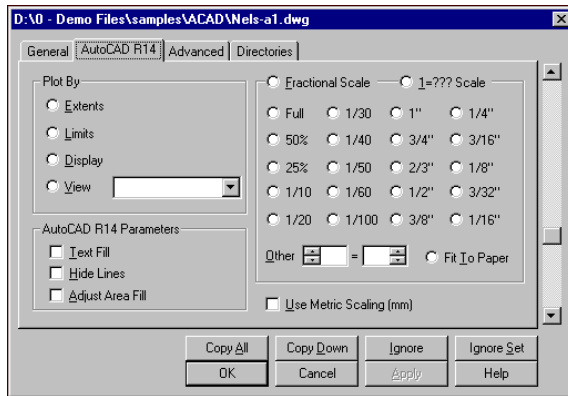 D:\0 - Demo Files\samples\ACAD\Nels-a1.dwg
General AutoCAD R14 Advanced Directories
Plot By
Extents
Limits
Display
View
AutoCAD R14 Parameters
Text Fill
Hide Lines
Adjust Area Fill
Fractional Scale 1=??? Scale
Full 1/30 1" 1/4"
50% 1/40 3/4" 3/16"
25% 1/50 2/3" 1/8"
1/10 1/60 1/2" 3/32"
1/20 1/100 3/8" 1/16"
Other = Fit To Paper
Use Metric Scaling (mm)
Copy All Copy Down Ignore Ignore Set
OK Cancel Apply Help